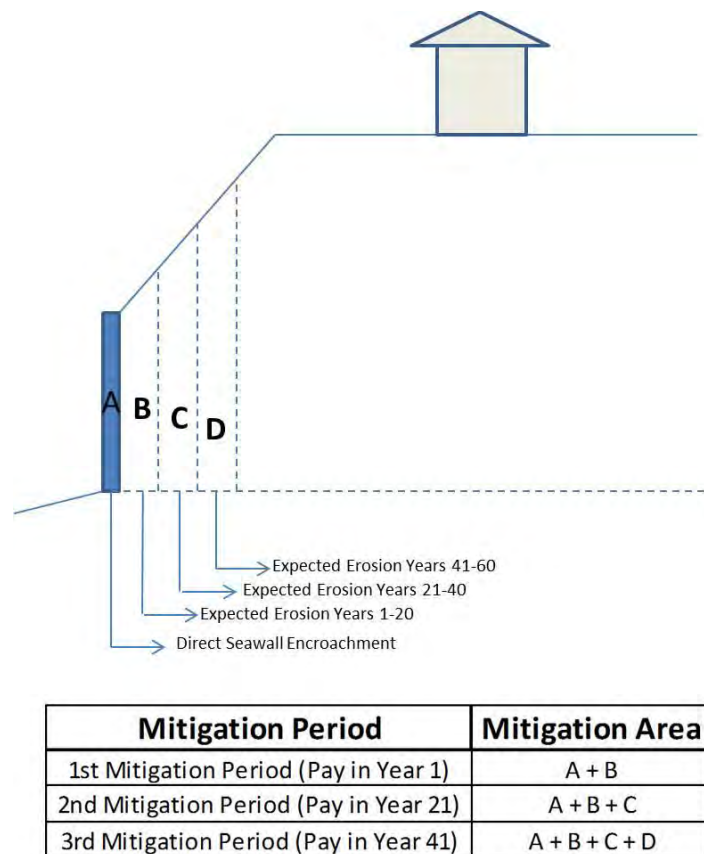 A
B
C
D
Expected Erosion Years 41-60
Expected Erosion Years 21-40
Expected Erosion Years 1-20
Direct Seawall Encroachment
Mitigation Period Mitigation Area
1st Mitigation Period (Pay in Year 1) A + B
2nd Mitigation Period (Pay in Year 21) A + B + C
3rd Mitigation Period (Pay in Year 41) A + B + C + D